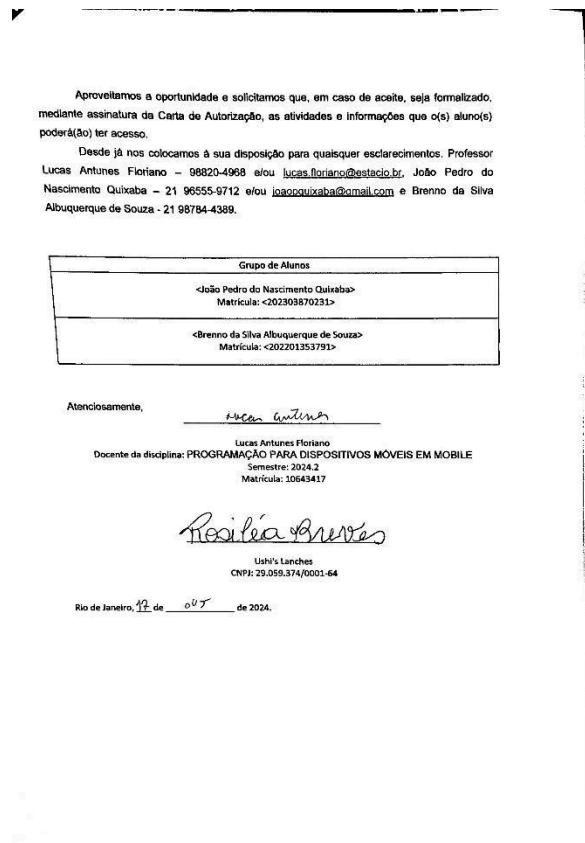 Aproveitamos a oportunidade e solicitamos que, em caso de aceite, seja formalizado,
mediante assinatura da Carta de Autorização, as atividades e informações que o(s) aluno(s)
poderá(ão) ter acesso.
Desde já nos colocamos à sua disposição para quaisquer esclarecimentos. Professor
Lucas Antunes Floriano – 98820-4968 e/ou lucas.floriano@estacio.br, João Pedro do
Nascimento Quixaba – 21 96555-9712 e/ou joaopquixaba@gmail.com e Brenno da Silva
Albuquerque de Souza - 21 98784-4389.
Grupo de Alunos
<João Pedro do Nascimento Quixaba>
Matrícula: <202303870231>
<Brenno da Silva Albuquerque de Souza>
Matrícula: <202201353791>
Atenciosamente,
Lucas Antunes
Lucas Antunes Floriano
Docente da disciplina: PROGRAMAÇÃO PARA DISPOSITIVOS MÓVEIS EM MOBILE
Semestre: 2024.2
Matrícula: 10643417
Rosiléa Breves
Ushi's Lanches
CNPJ: 29.059.374/0001-64
Rio de Janeiro, 17 de out de 2024.